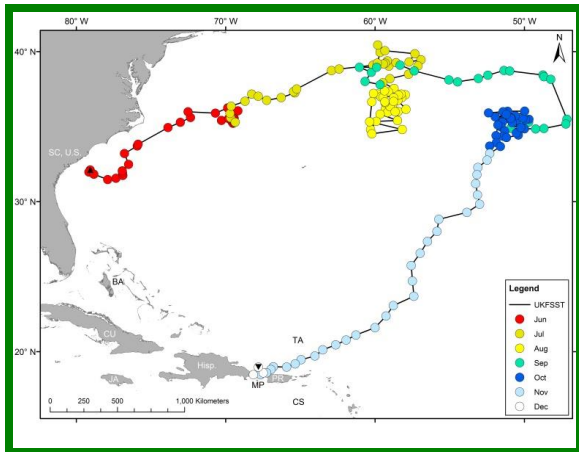 80°W 70°W 60°W 50°W
40°N
30°N
20°N
N
SC, U.S.
BA
CU
JA
Hisp.
MP
PR
TA
CS
0 250 500 1,000 Kilometers
Legend
UKFSST
Jun
Jul
Aug
Sep
Oct
Nov
Dec